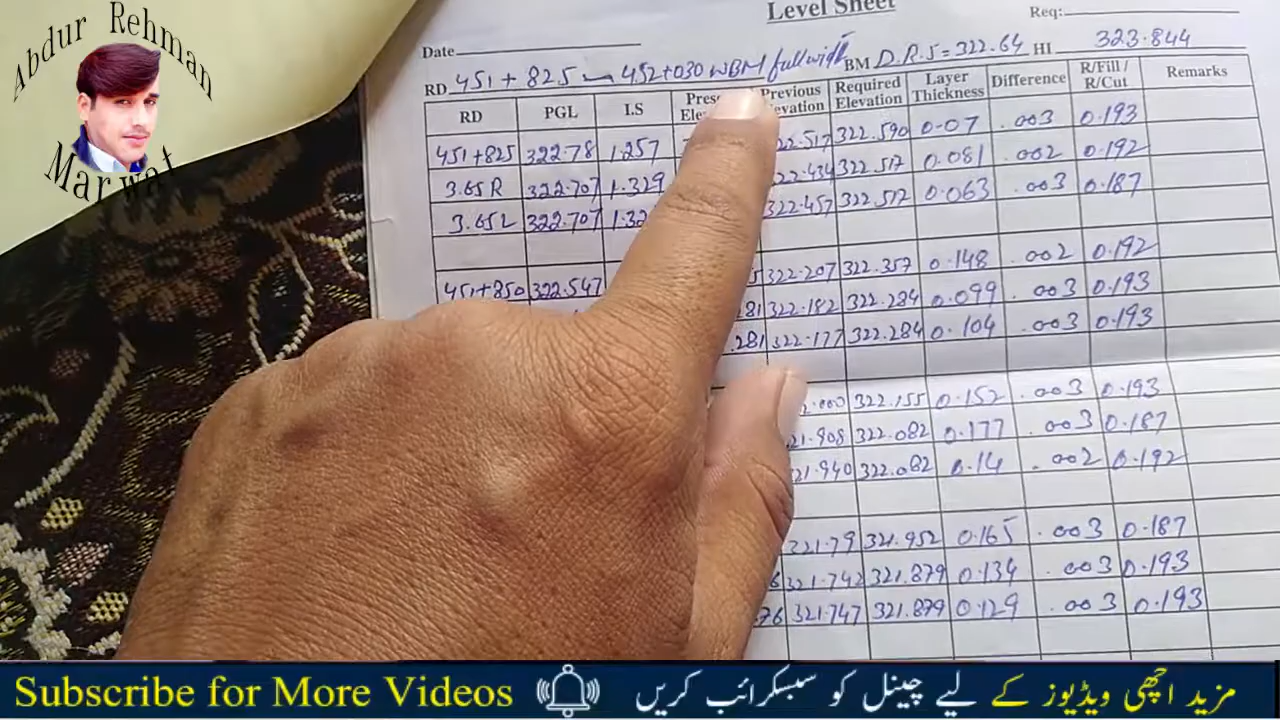 Abdur Rehman
Marwat
Level Sheet
Req:
Date
RD 451+825 — 452+030 WBM full width BM D.R.S=322.64 HI 323.844
RD PGL I.S Previous Elevation Required Elevation Layer Thickness Difference R/Fill / R/Cut Remarks
451+825 322.78 1.257 322.590 0.07 .003 0.193
3.65R 322.707 1.329 322.517 0.081 .002 0.192
3.65L 322.707 322.457 322.517 0.063 .003 0.187
451+850 322.547 322.207 322.357 0.148 .002 0.192
322.182 322.284 0.099 .003 0.193
.281 322.177 322.284 0.104 .003 0.193
322.155 0.152 .003 0.193
322.082 0.177 .003 0.187
322.082 0.14 .002 0.192
321.79 321.952 0.165 .003 0.187
321.742 321.879 0.134 .003 0.193
321.747 321.879 0.129 .003 0.193
Subscribe for More Videos مزید اچھی ویڈیوز کے لیے چینل کو سبسکرائب کریں